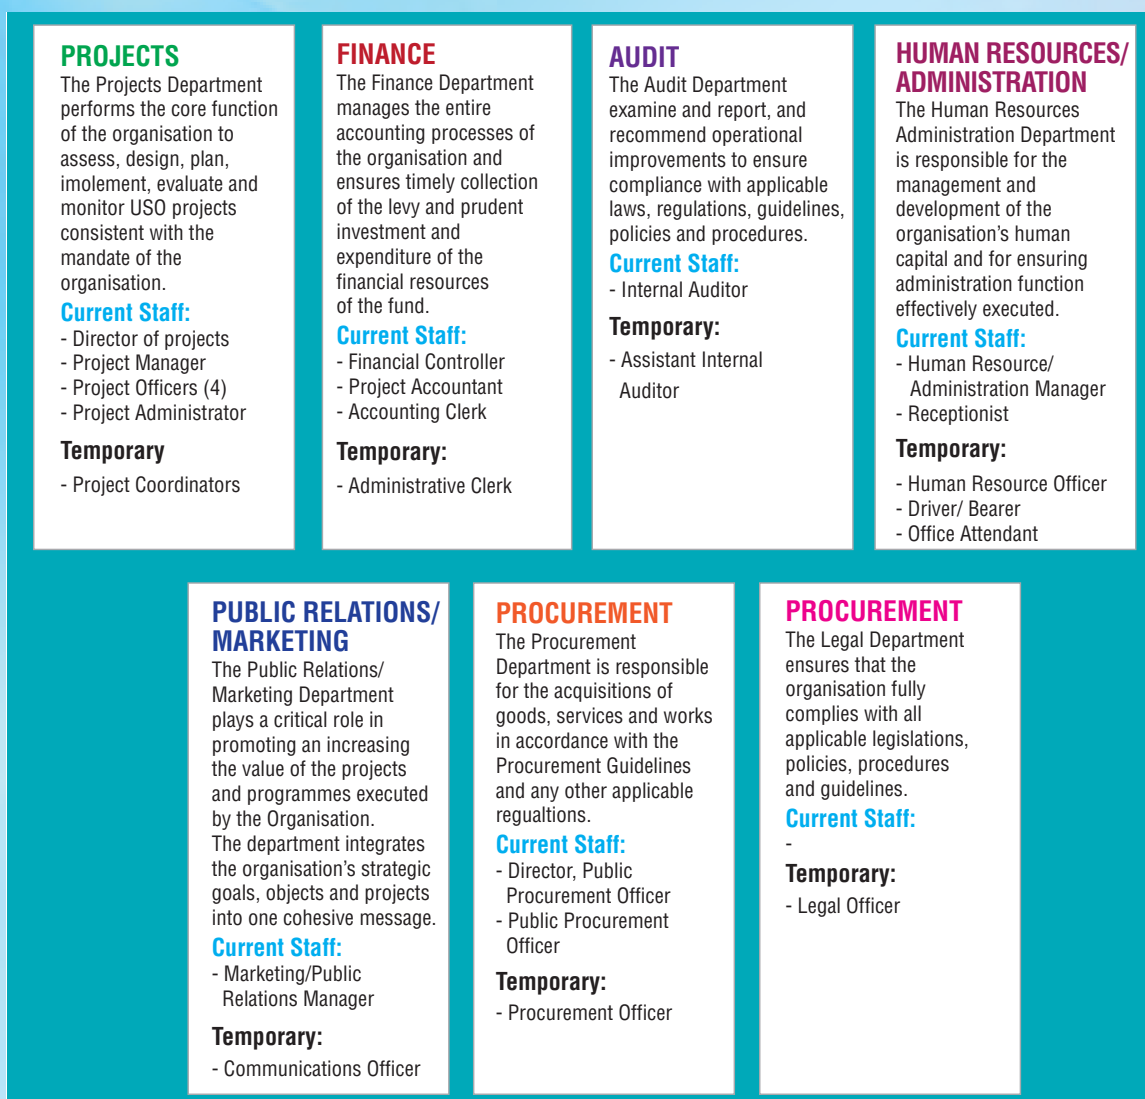 PROJECTS
The Projects Department
performs the core function
of the organisation to
assess, design, plan,
imolement, evaluate and
monitor USO projects
consistent with the
mandate of the
organisation.
Current Staff:
- Director of projects
- Project Manager
- Project Officers (4)
- Project Administrator
Temporary
- Project Coordinators
FINANCE
The Finance Department
manages the entire
accounting processes of
the organisation and
ensures timely collection
of the levy and prudent
investment and
expenditure of the
financial resources
of the fund.
Current Staff:
- Financial Controller
- Project Accountant
- Accounting Clerk
Temporary:
- Administrative Clerk
AUDIT
The Audit Department
examine and report, and
recommend operational
improvements to ensure
compliance with applicable
laws, regulations, guidelines,
policies and procedures.
Current Staff:
- Internal Auditor
Temporary:
- Assistant Internal
Auditor
HUMAN RESOURCES/
ADMINISTRATION
The Human Resources
Administration Department
is responsible for the
management and
development of the
organisation's human
capital and for ensuring
administration function
effectively executed.
Current Staff:
- Human Resource/
Administration Manager
- Receptionist
Temporary:
- Human Resource Officer
- Driver/ Bearer
- Office Attendant
PUBLIC RELATIONS/
MARKETING
The Public Relations/
Marketing Department
plays a critical role in
promoting an increasing
the value of the projects
and programmes executed
by the Organisation.
The department integrates
the organisation's strategic
goals, objects and projects
into one cohesive message.
Current Staff:
- Marketing/Public
Relations Manager
Temporary:
- Communications Officer
PROCUREMENT
The Procurement
Department is responsible
for the acquisitions of
goods, services and works
in accordance with the
Procurement Guidelines
and any other applicable
regualtions.
Current Staff:
- Director, Public
Procurement Officer
- Public Procurement
Officer
Temporary:
- Procurement Officer
PROCUREMENT
The Legal Department
ensures that the
organisation fully
complies with all
applicable legislations,
policies, procedures
and guidelines.
Current Staff:
-
Temporary:
- Legal Officer